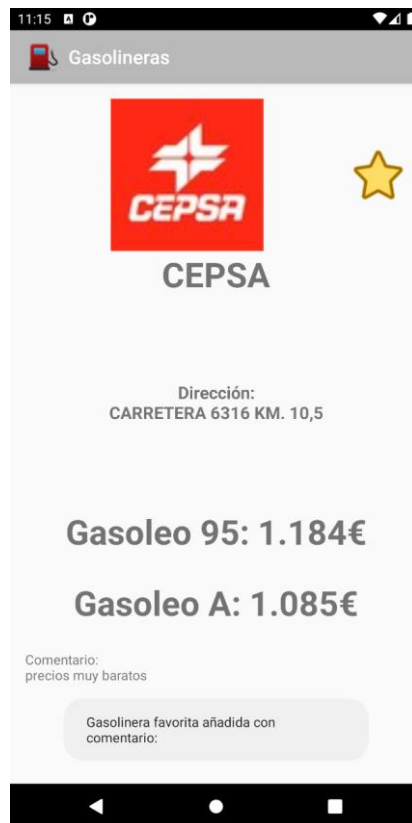 11:15
Gasolineras
CEPSA
CEPSA
Dirección:
CARRETERA 6316 KM. 10,5
Gasoleo 95: 1.184€
Gasoleo A: 1.085€
Comentario:
precios muy baratos
Gasolinera favorita añadida con
comentario: